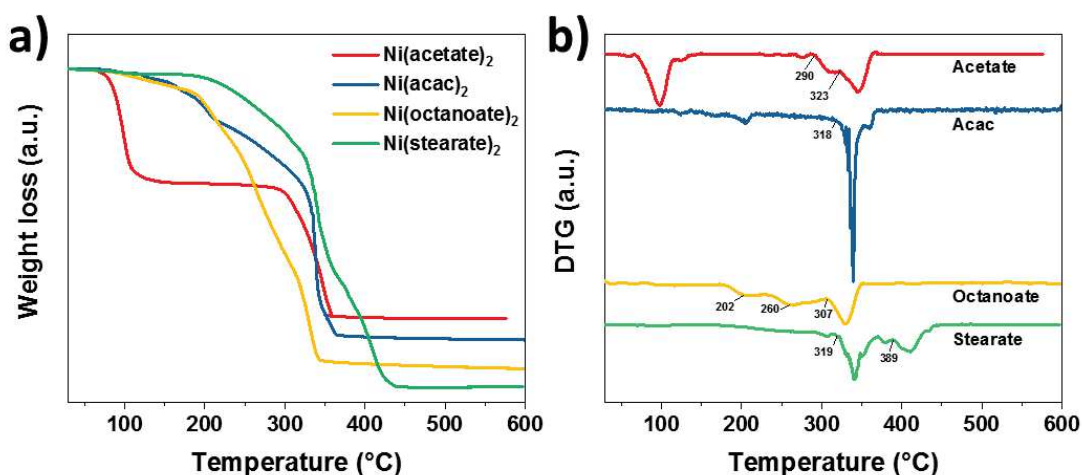 a)
Ni(acetate)₂
Ni(acac)₂
Ni(octanoate)₂
Ni(stearate)₂
Weight loss (a.u.)
100 200 300 400 500 600
Temperature (°C)
b)
290
Acetate
323
318
Acac
202 260 307
Octanoate
319 389
Stearate
DTG (a.u.)
100 200 300 400 500 600
Temperature (°C)